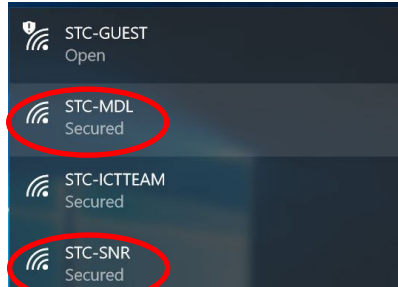 STC-GUEST
Open
STC-MDL
Secured
STC-ICTTEAM
Secured
STC-SNR
Secured